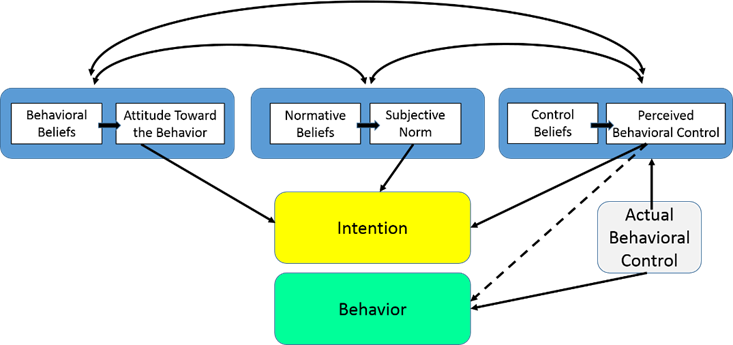 Behavioral
Beliefs
Attitude Toward
the Behavior
Normative
Beliefs
Subjective
Norm
Control
Beliefs
Perceived
Behavioral Control
Intention
Actual
Behavioral
Control
Behavior